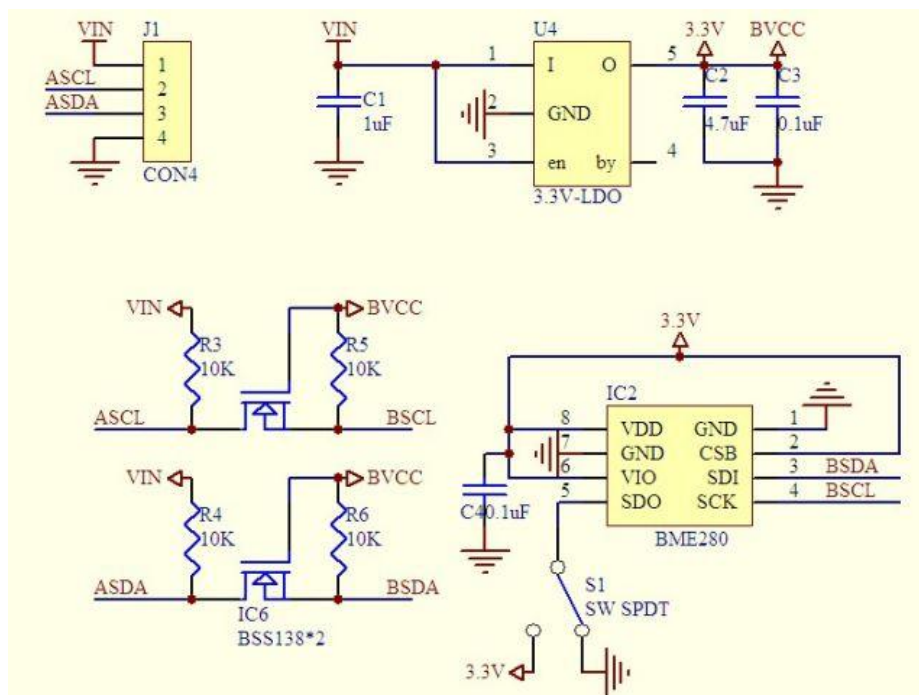 VIN
J1
1
ASCL
2
ASDA
3
4
CON4
VIN
U4
3.3V
BVCC
1
I
O
5
C1
1uF
2
GND
C2
4.7uF
C3
0.1uF
3
en
by
4
3.3V-LDO
VIN
BVCC
R3
10K
R5
10K
ASCL
BSCL
VIN
BVCC
R4
10K
R6
10K
ASDA
BSDA
IC6
BSS138*2
3.3V
IC2
8
VDD
GND
1
7
GND
CSB
2
6
VIO
SDI
3
BSDA
5
SDO
SCK
4
BSCL
C40.1uF
BME280
S1
SW SPDT
3.3V